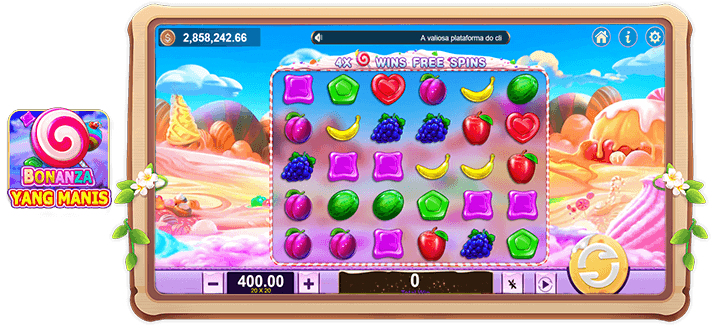 2,858,242.66
A valiosa plataforma do cli
4X WINS FREE SPINS
BONANZA
YANG MANIS
400.00
20 X 20
0